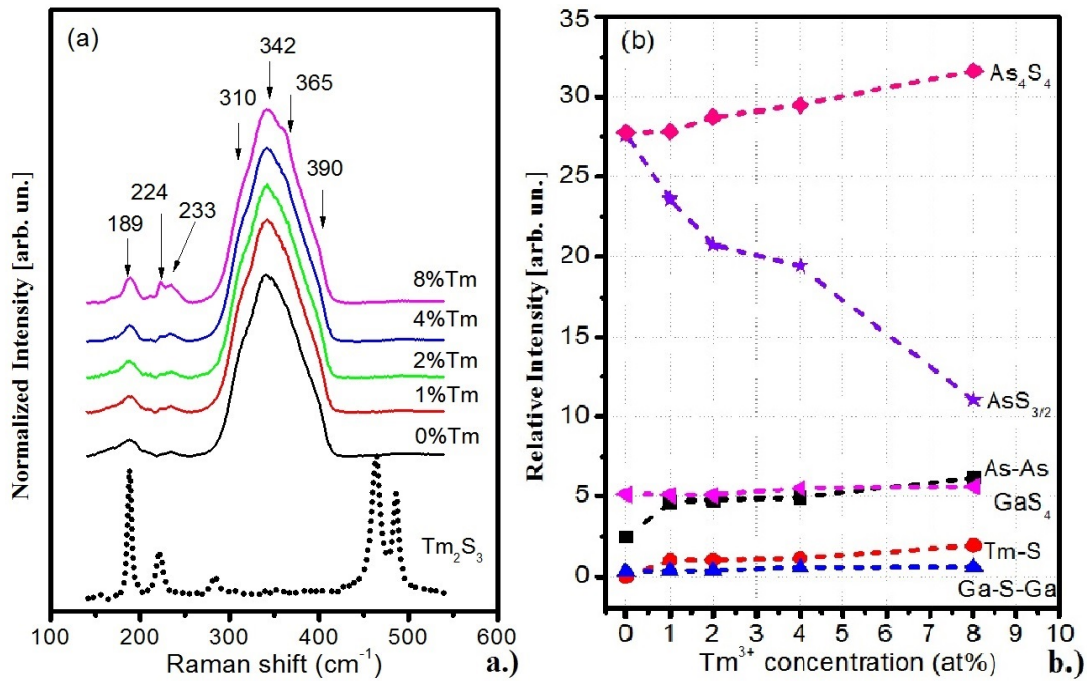 (a)
342
310
365
390
224
189
233
8%Tm
4%Tm
2%Tm
1%Tm
0%Tm
Tm₂S₃
Normalized Intensity [arb. un.]
100 200 300 400 500 600
Raman shift (cm⁻¹)
a.)
(b)
35
30
25
20
15
10
5
0
As₄S₄
AsS₃/₂
As-As
GaS₄
Tm-S
Ga-S-Ga
Relative Intensity [arb. un.]
0 1 2 3 4 5 6 7 8 9 10
Tm³⁺ concentration (at%)
b.)